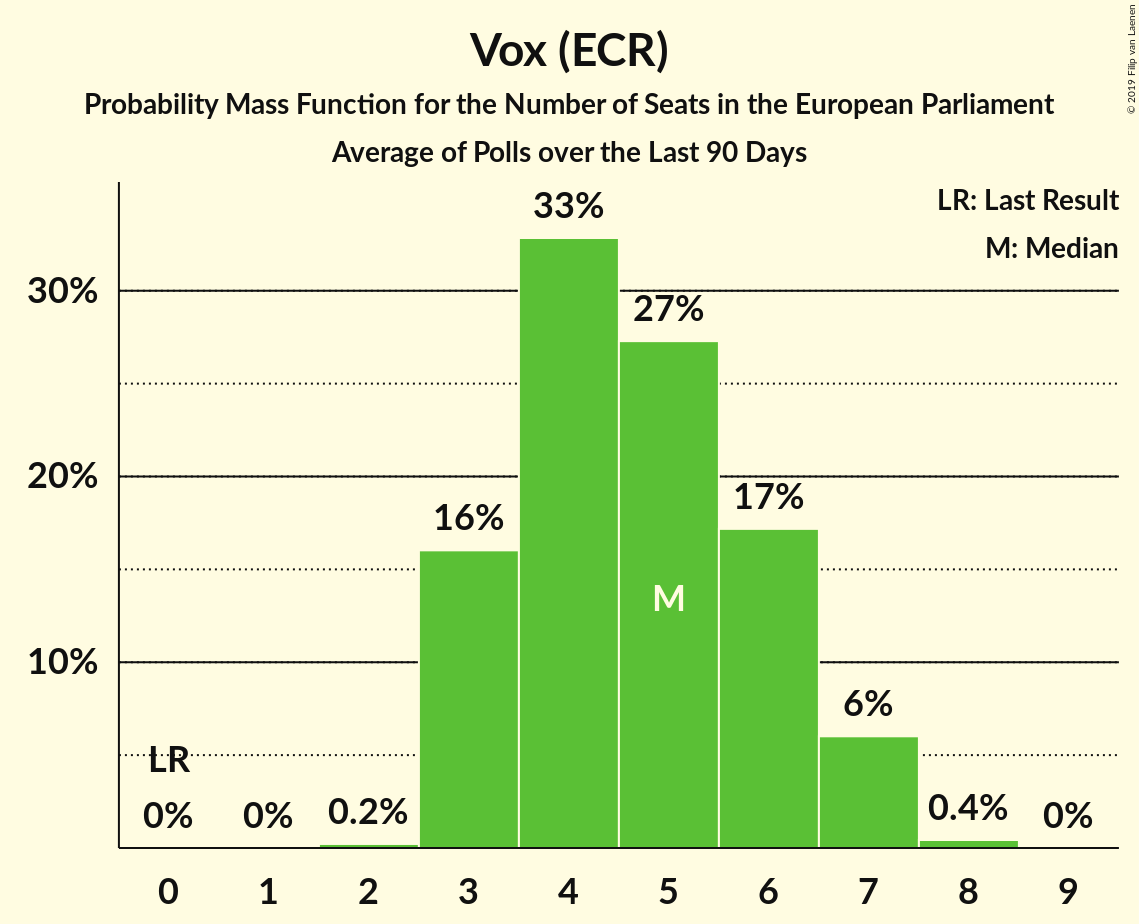 Vox (ECR)
Probability Mass Function for the Number of Seats in the European Parliament
Average of Polls over the Last 90 Days
© 2019 Filip van Laenen
LR: Last Result
M: Median
33%
30%
27%
20%
17%
16%
M
10%
6%
LR
0%
0%
0.2%
0.4%
0%
0 1 2 3 4 5 6 7 8 9